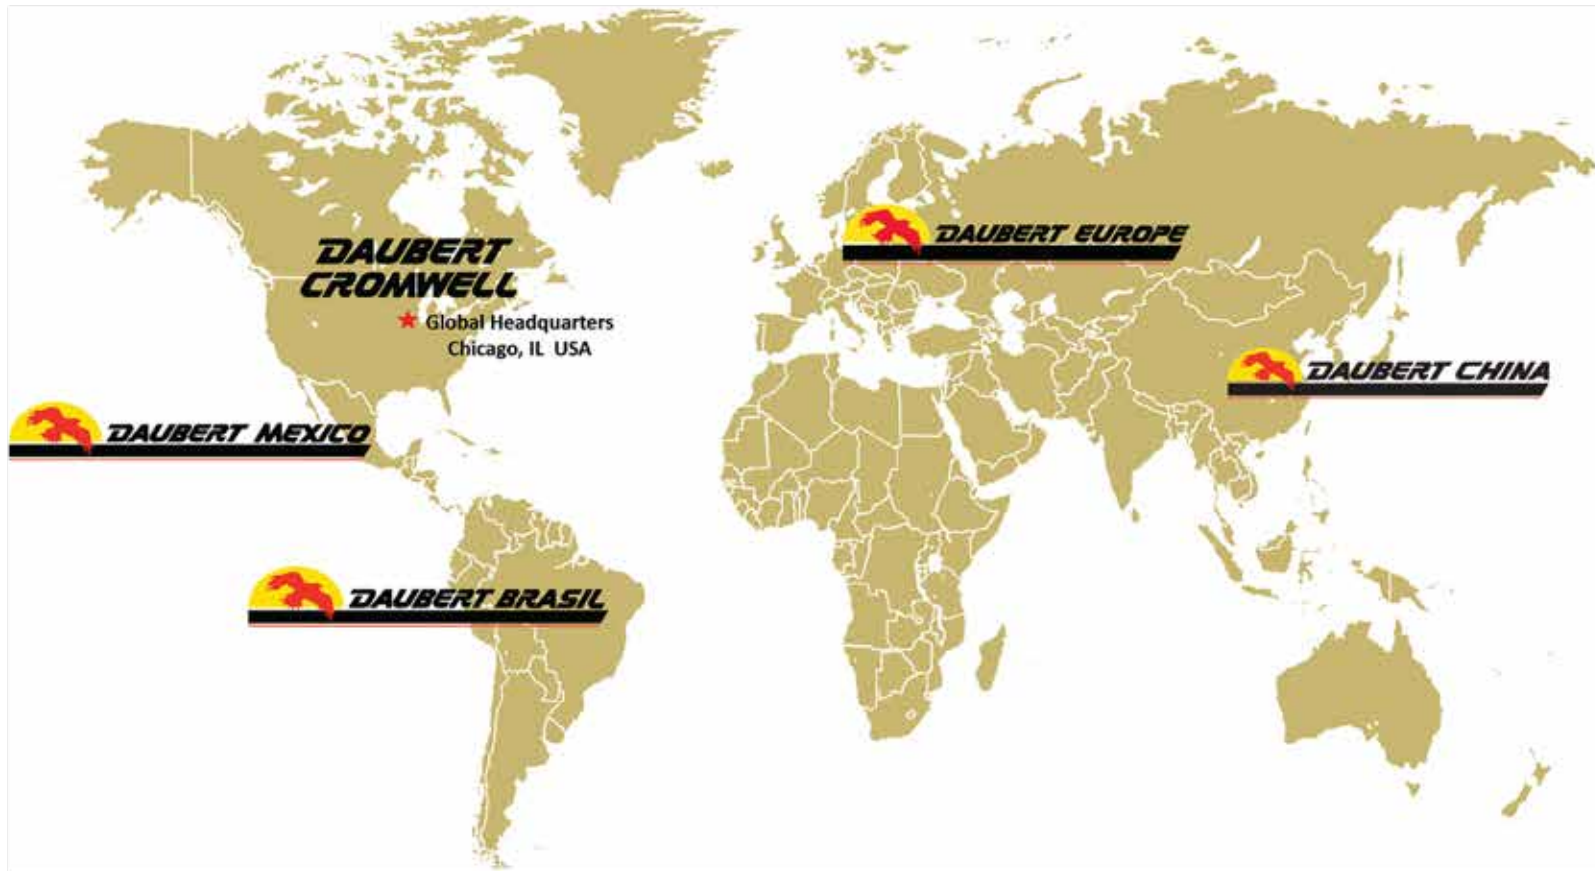 DAUBERT
CROMWELL
Global Headquarters
Chicago, IL USA
DAUBERT EUROPE
DAUBERT CHINA
DAUBERT MEXICO
DAUBERT BRASIL